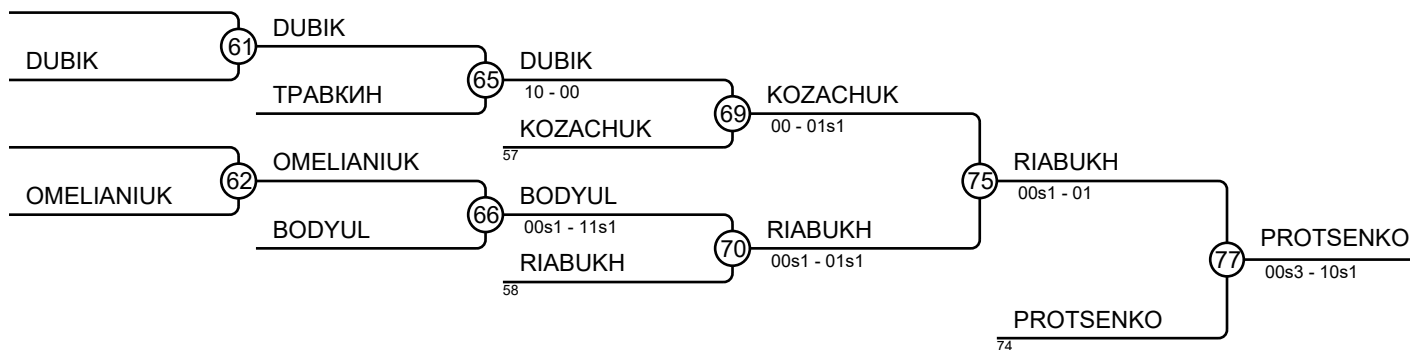 DUBIK
61
DUBIK
ТРАВКИН
65
DUBIK
10 - 00
KOZACHUK
57
69
KOZACHUK
00 - 01s1
OMELIANIUK
62
OMELIANIUK
BODYUL
66
BODYUL
00s1 - 11s1
RIABUKH
58
70
RIABUKH
00s1 - 01s1
75
RIABUKH
00s1 - 01
PROTSENKO
74
77
PROTSENKO
00s3 - 10s1